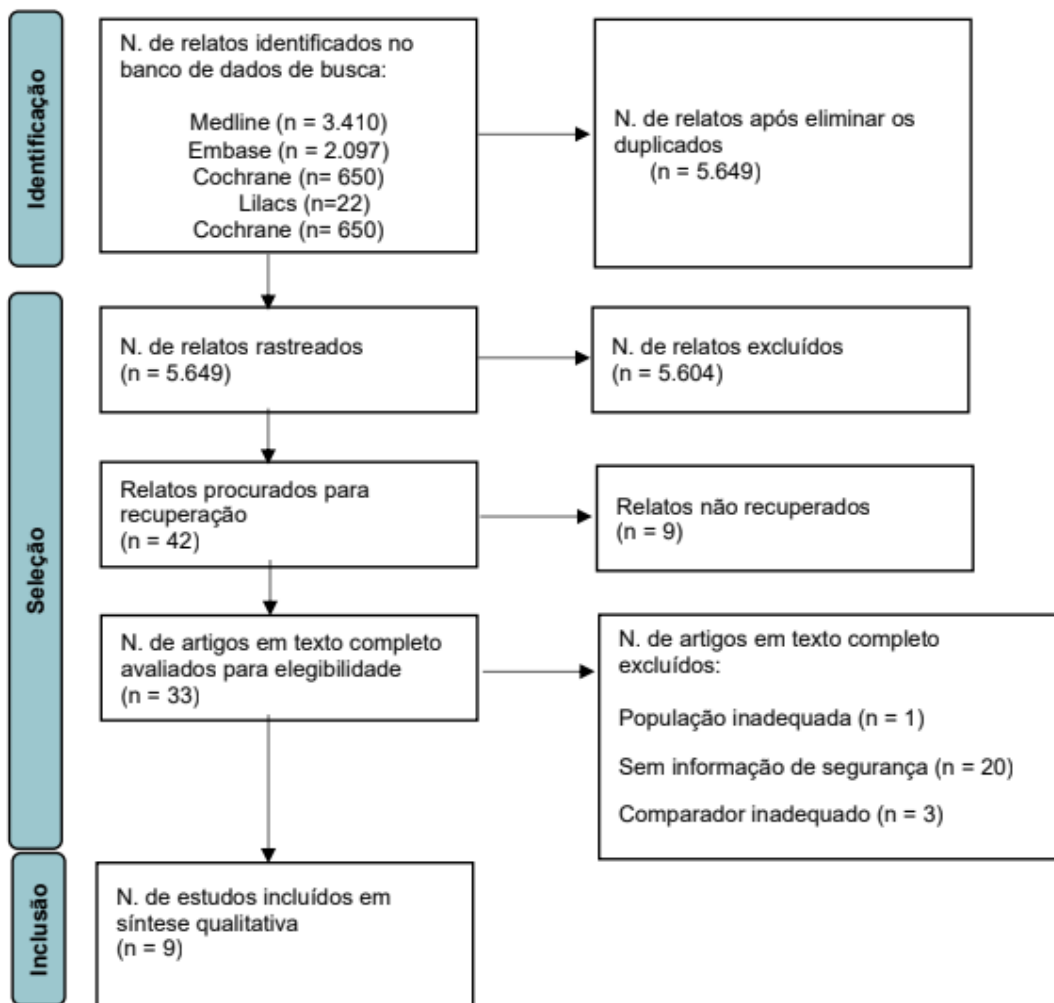 Identificação
N. de relatos identificados no
banco de dados de busca:
Medline (n = 3.410)
Embase (n = 2.097)
Cochrane (n= 650)
Lilacs (n=22)
Cochrane (n= 650)
N. de relatos após eliminar os
duplicados
(n = 5.649)
Seleção
N. de relatos rastreados
(n = 5.649)
N. de relatos excluídos
(n = 5.604)
Relatos procurados para
recuperação
(n = 42)
Relatos não recuperados
(n = 9)
N. de artigos em texto completo
avaliados para elegibilidade
(n = 33)
N. de artigos em texto completo
excluídos:
População inadequada (n = 1)
Sem informação de segurança (n = 20)
Comparador inadequado (n = 3)
Inclusão
N. de estudos incluídos em
síntese qualitativa
(n = 9)